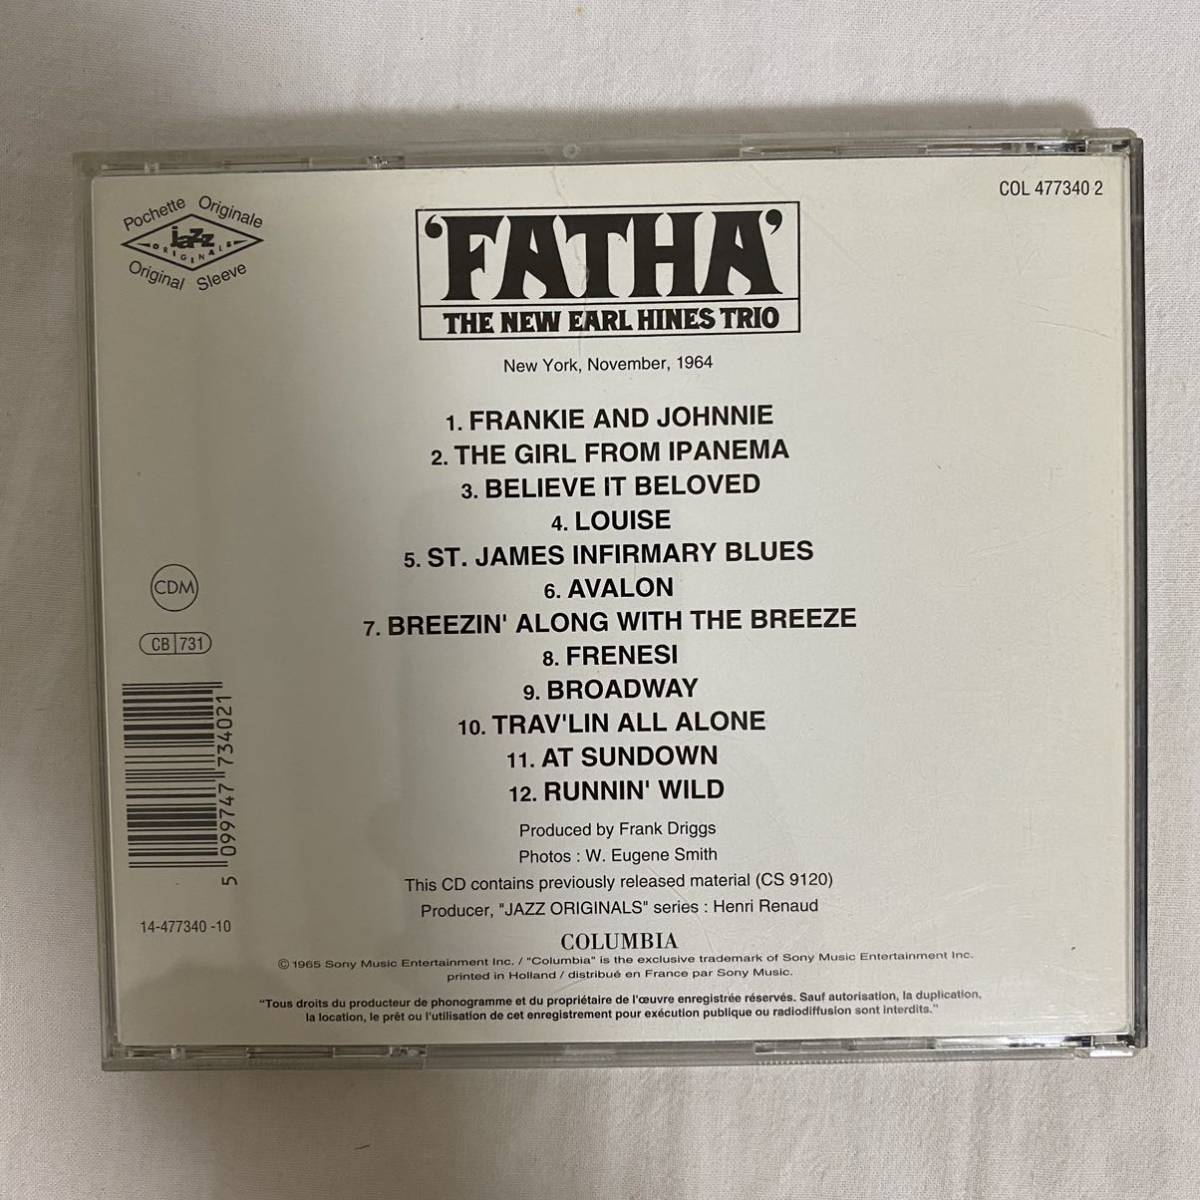 Pochette Originale
jazz
ORIGINALS
Original Sleeve
COL 477340 2
'FATHA'
THE NEW EARL HINES TRIO
New York, November, 1964
1. FRANKIE AND JOHNNIE
2. THE GIRL FROM IPANEMA
3. BELIEVE IT BELOVED
4. LOUISE
5. ST. JAMES INFIRMARY BLUES
6. AVALON
7. BREEZIN' ALONG WITH THE BREEZE
8. FRENESI
9. BROADWAY
10. TRAV'LIN ALL ALONE
11. AT SUNDOWN
12. RUNNIN' WILD
CDM
CB 731
5 099747 734021
14-477340 -10
Produced by Frank Driggs
Photos : W. Eugene Smith
This CD contains previously released material (CS 9120)
Producer, "JAZZ ORIGINALS" series : Henri Renaud
COLUMBIA
© 1965 Sony Music Entertainment Inc. / "Columbia" is the exclusive trademark of Sony Music Entertainment Inc.
printed in Holland / distribué en France par Sony Music.
"Tous droits du producteur de phonogramme et du propriétaire de l'œuvre enregistrée réservés. Sauf autorisation, la duplication,
la location, le prêt ou l'utilisation de cet enregistrement pour exécution publique ou radiodiffusion sont interdits."